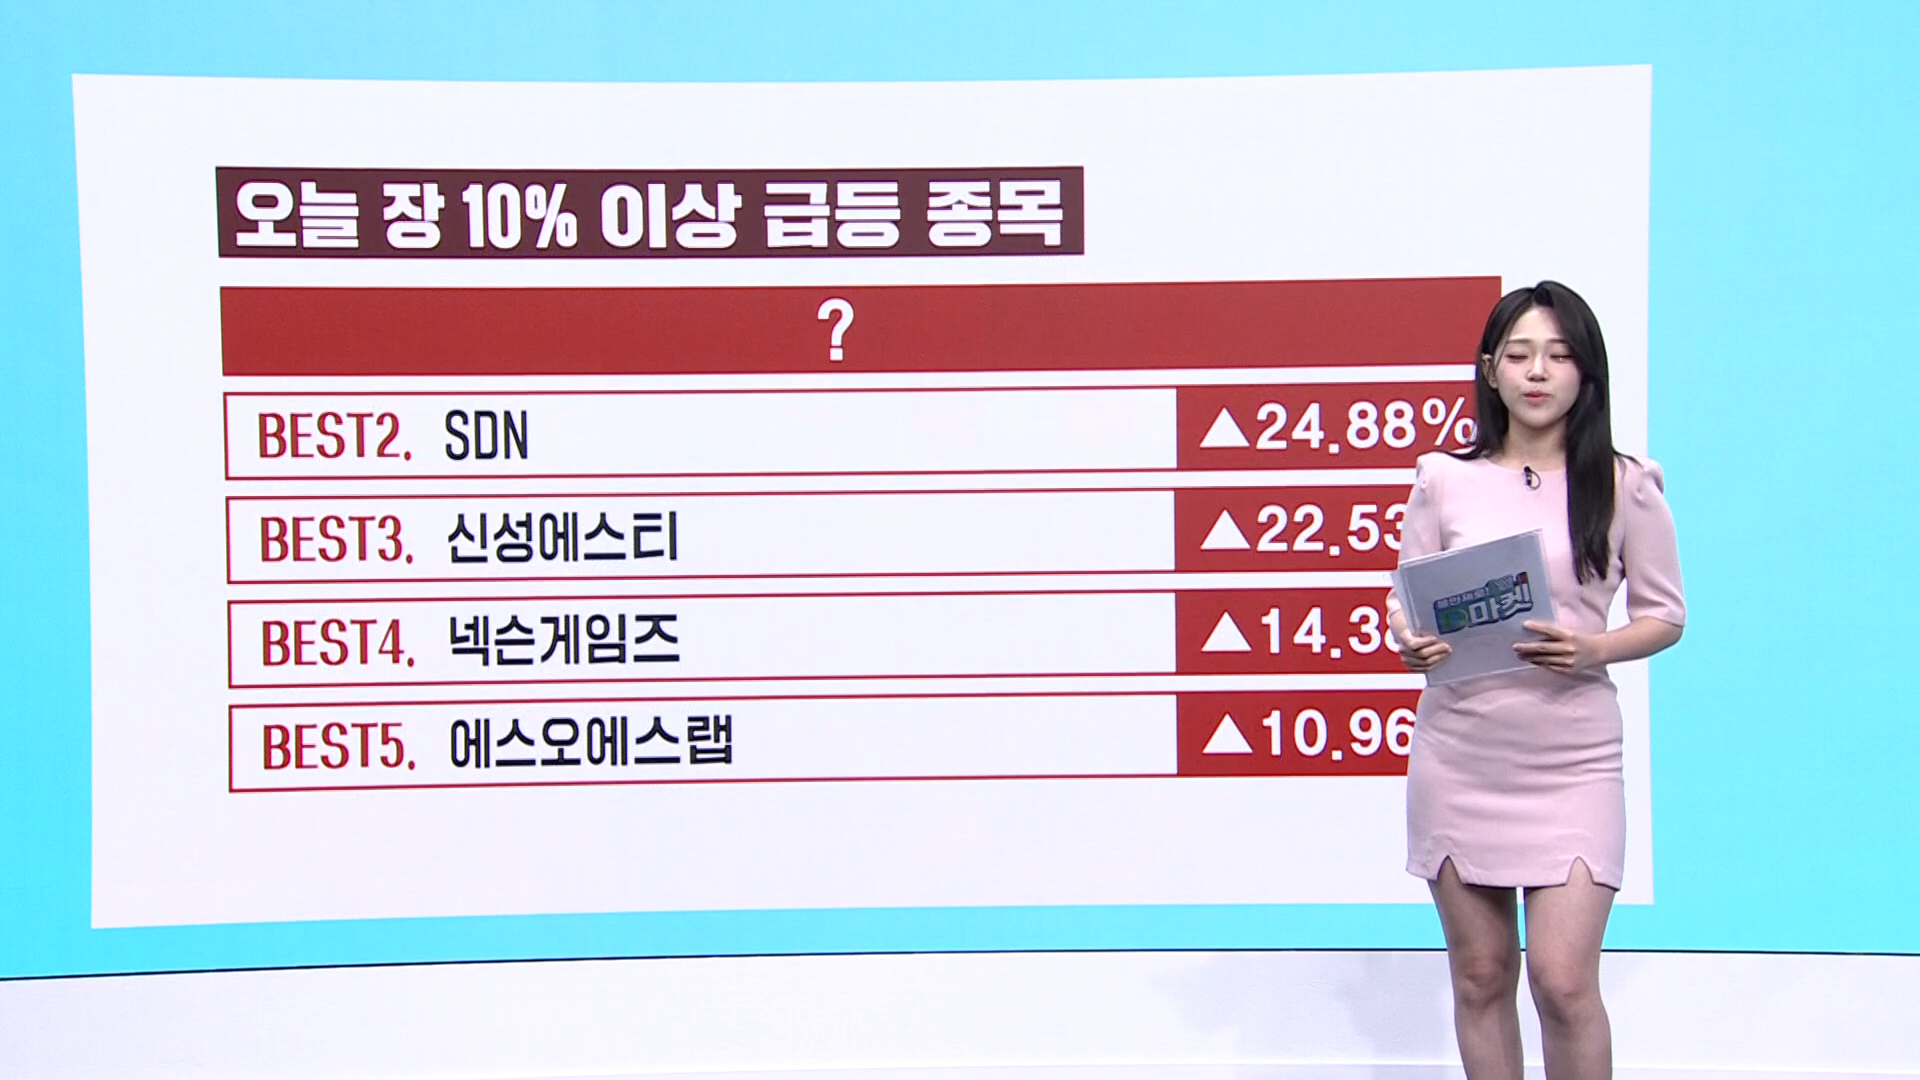 오늘 장 10% 이상 급등 종목
?
BEST2. SDN ▲24.88%
BEST3. 신성에스티 ▲22.53
BEST4. 넥슨게임즈 ▲14.38
BEST5. 에스오에스랩 ▲10.96
마켓